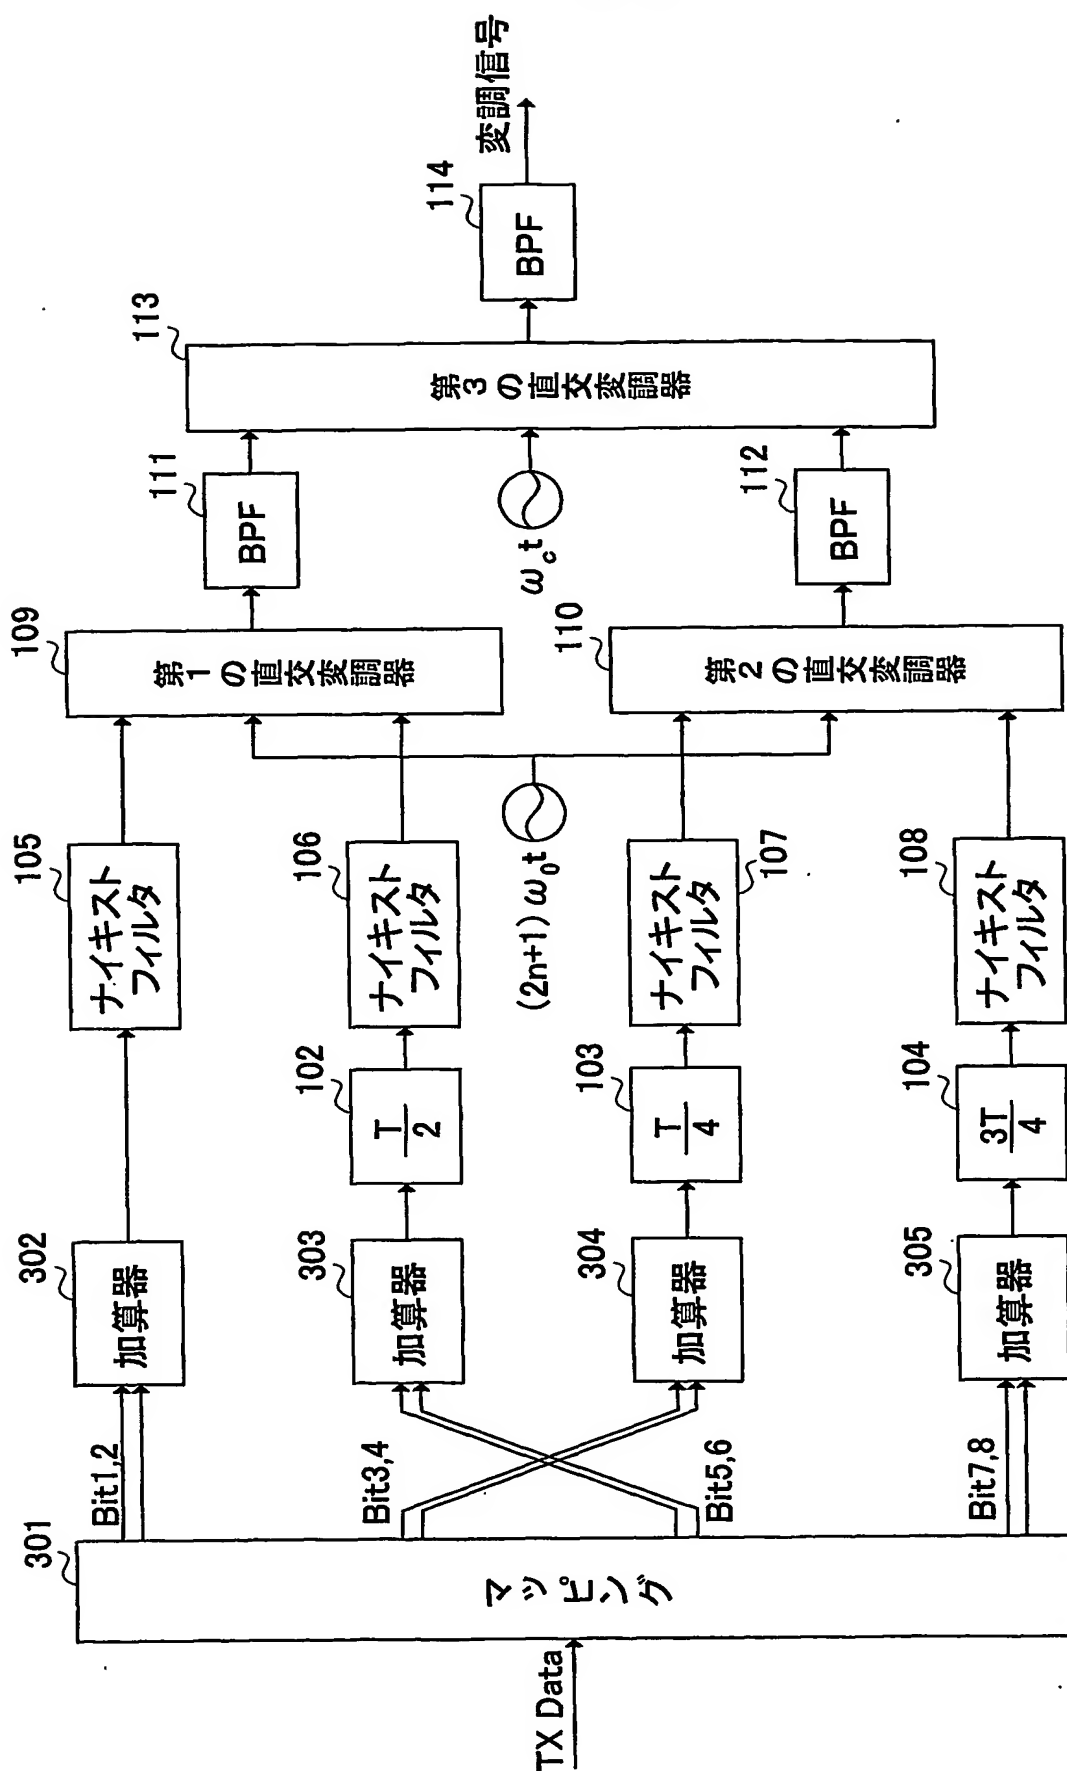 TX Data
301
マッピング
Bit1,2
Bit3,4
Bit5,6
Bit7,8
302
加算器
303
加算器
304
加算器
305
加算器
102
T
2
103
T
4
104
3T
4
105
ナイキスト
フィルタ
106
ナイキスト
フィルタ
107
ナイキスト
フィルタ
108
ナイキスト
フィルタ
(2n+1)ω0t
109
第1の直交変調器
110
第2の直交変調器
111
BPF
112
BPF
ωct
113
第3の直交変調器
114
BPF
変調信号